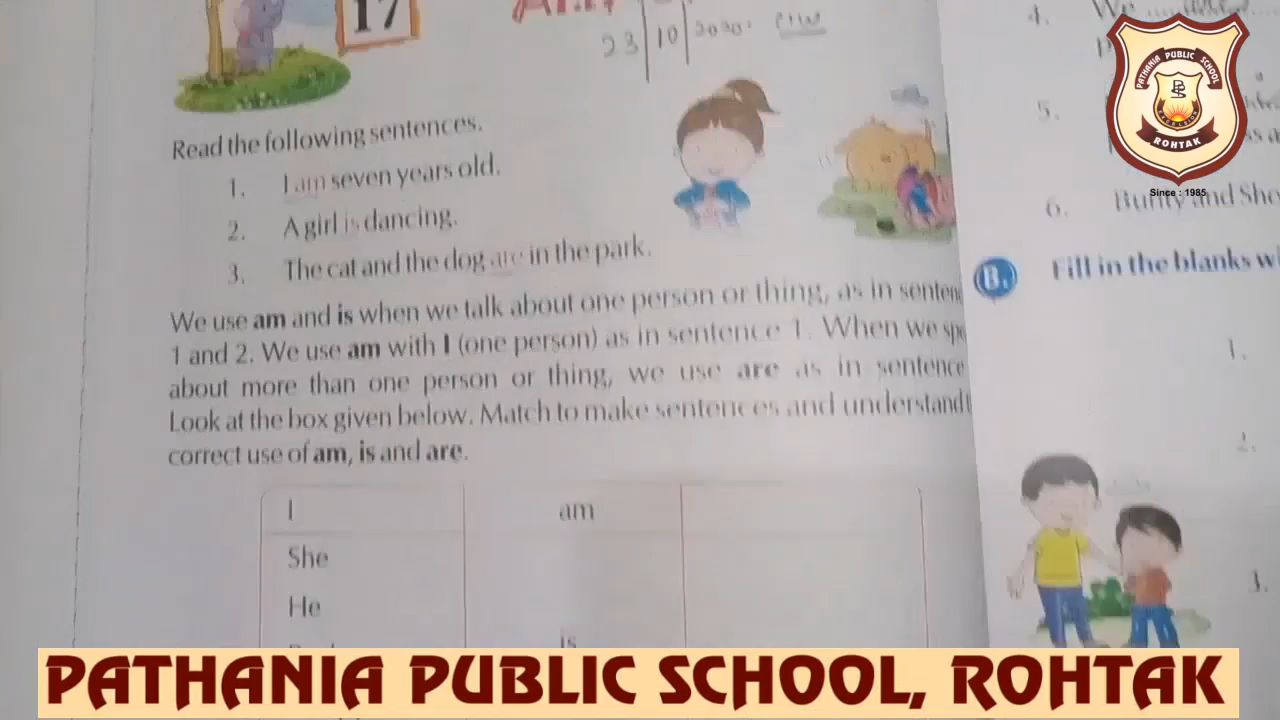 17
23 | 10 | 2020. C.W
Read the following sentences.
1. I am seven years old.
2. A girl is dancing.
3. The cat and the dog are in the park.
We use am and is when we talk about one person or thing, as in
1 and 2. We use am with I (one person) as in sentence 1. When we
about more than one person or thing, we use are as in sentence
Look at the box given below. Match to make sentences and understand
correct use of am, is and are.
I am
She
He
is
4. We
5.
6. and
B. Fill in the blanks
1.
2.
3.
PATHANIA PUBLIC SCHOOL
PPS
ROHTAK
Since : 1985
PATHANIA PUBLIC SCHOOL, ROHTAK